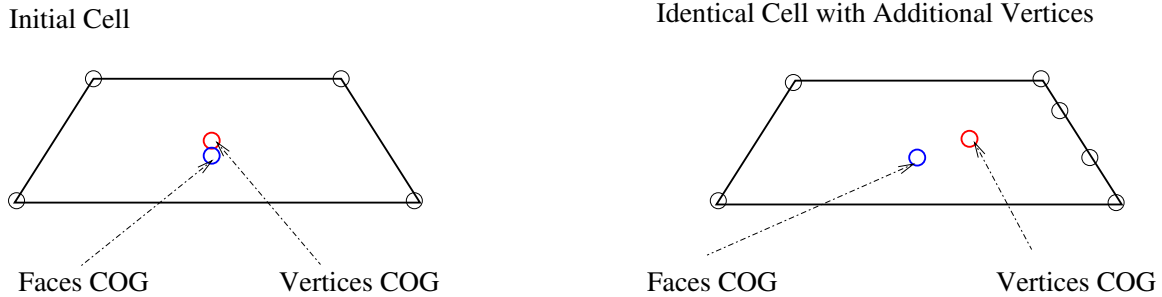 Initial Cell
Identical Cell with Additional Vertices
Faces COG
Vertices COG
Faces COG
Vertices COG